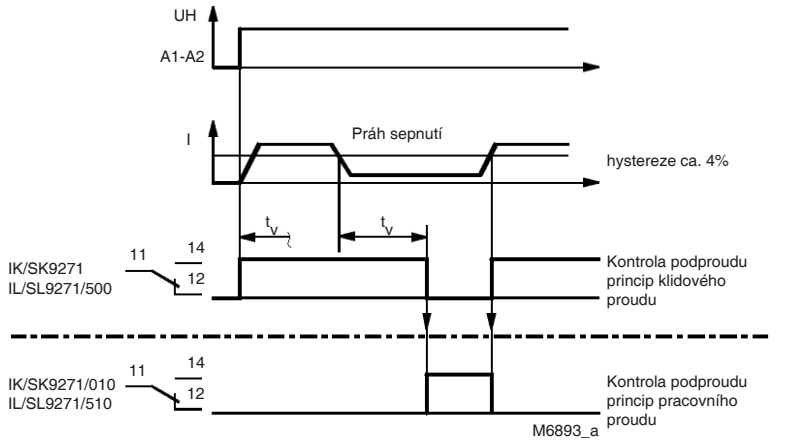 UH
A1-A2
I
Práh sepnutí
hystereze ca. 4%
tv
tv
IK/SK9271
IL/SL9271/500
11
14
12
Kontrola podproudu
princip klidového
proudu
IK/SK9271/010
IL/SL9271/510
11
14
12
Kontrola podproudu
princip pracovního
proudu
M6893_a